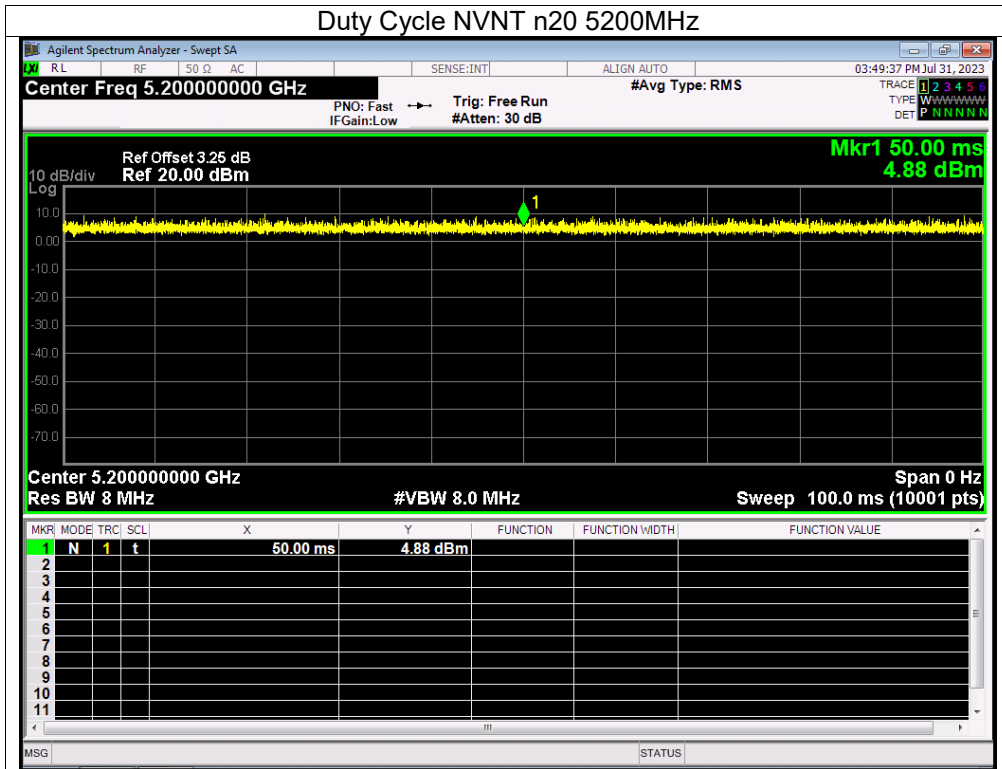 Duty Cycle NVNT n20 5200MHz
Agilent Spectrum Analyzer - Swept SA
LXI RL RF 50 Ω AC SENSE:INT ALIGN AUTO 03:49:37 PM Jul 31, 2023
Center Freq 5.200000000 GHz #Avg Type: RMS TRACE 1 2 3 4 5 6
PNO: Fast Trig: Free Run TYPE WWWWWW
IFGain:Low #Atten: 30 dB DET P N N N N N
Mkr1 50.00 ms
4.88 dBm
Ref Offset 3.25 dB
10 dB/div Ref 20.00 dBm
Log
1
10.0
0.00
-10.0
-20.0
-30.0
-40.0
-50.0
-60.0
-70.0
Center 5.200000000 GHz Span 0 Hz
Res BW 8 MHz #VBW 8.0 MHz Sweep 100.0 ms (10001 pts)
MKR MODE TRC SCL X Y FUNCTION FUNCTION WIDTH FUNCTION VALUE
1 N 1 t 50.00 ms 4.88 dBm
2
3
4
5
6
7
8
9
10
11
MSG STATUS